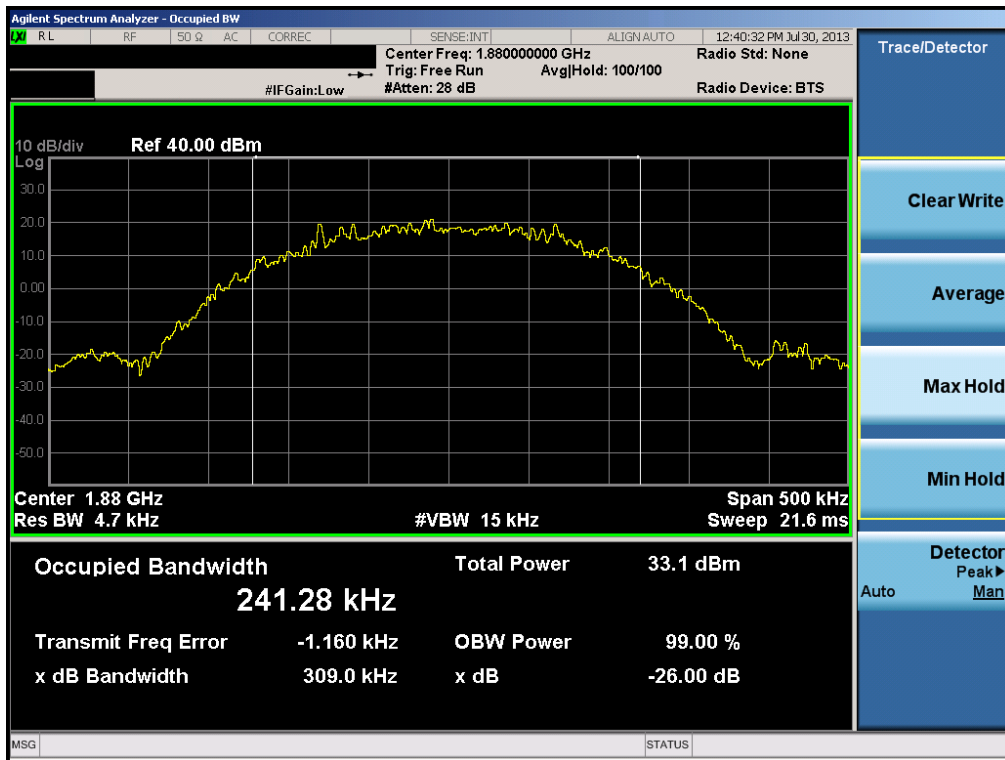 Agilent Spectrum Analyzer - Occupied BW
LXI RL RF 50 Ω AC CORREC SENSE:INT ALIGN AUTO 12:40:32 PM Jul 30, 2013
Center Freq: 1.880000000 GHz Radio Std: None
Trig: Free Run Avg|Hold: 100/100
#IFGain:Low #Atten: 28 dB Radio Device: BTS
10 dB/div Ref 40.00 dBm
Log
30.0
20.0
10.0
0.00
-10.0
-20.0
-30.0
-40.0
-50.0
Center 1.88 GHz Span 500 kHz
Res BW 4.7 kHz #VBW 15 kHz Sweep 21.6 ms
Occupied Bandwidth Total Power 33.1 dBm
241.28 kHz
Transmit Freq Error -1.160 kHz OBW Power 99.00 %
x dB Bandwidth 309.0 kHz x dB -26.00 dB
MSG STATUS
Trace/Detector
Clear Write
Average
Max Hold
Min Hold
Detector
Peak▶
Auto Man